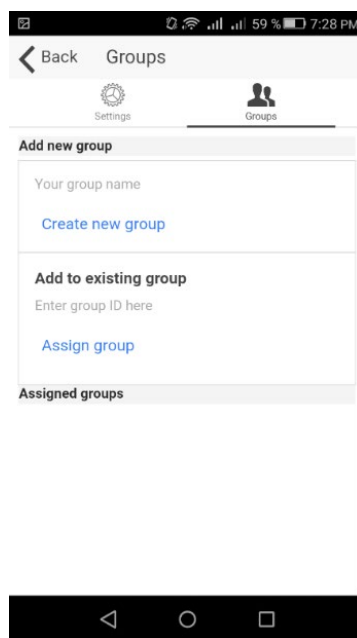 59 % 7:28 PM
Back Groups
Settings Groups
Add new group
Your group name
Create new group
Add to existing group
Enter group ID here
Assign group
Assigned groups